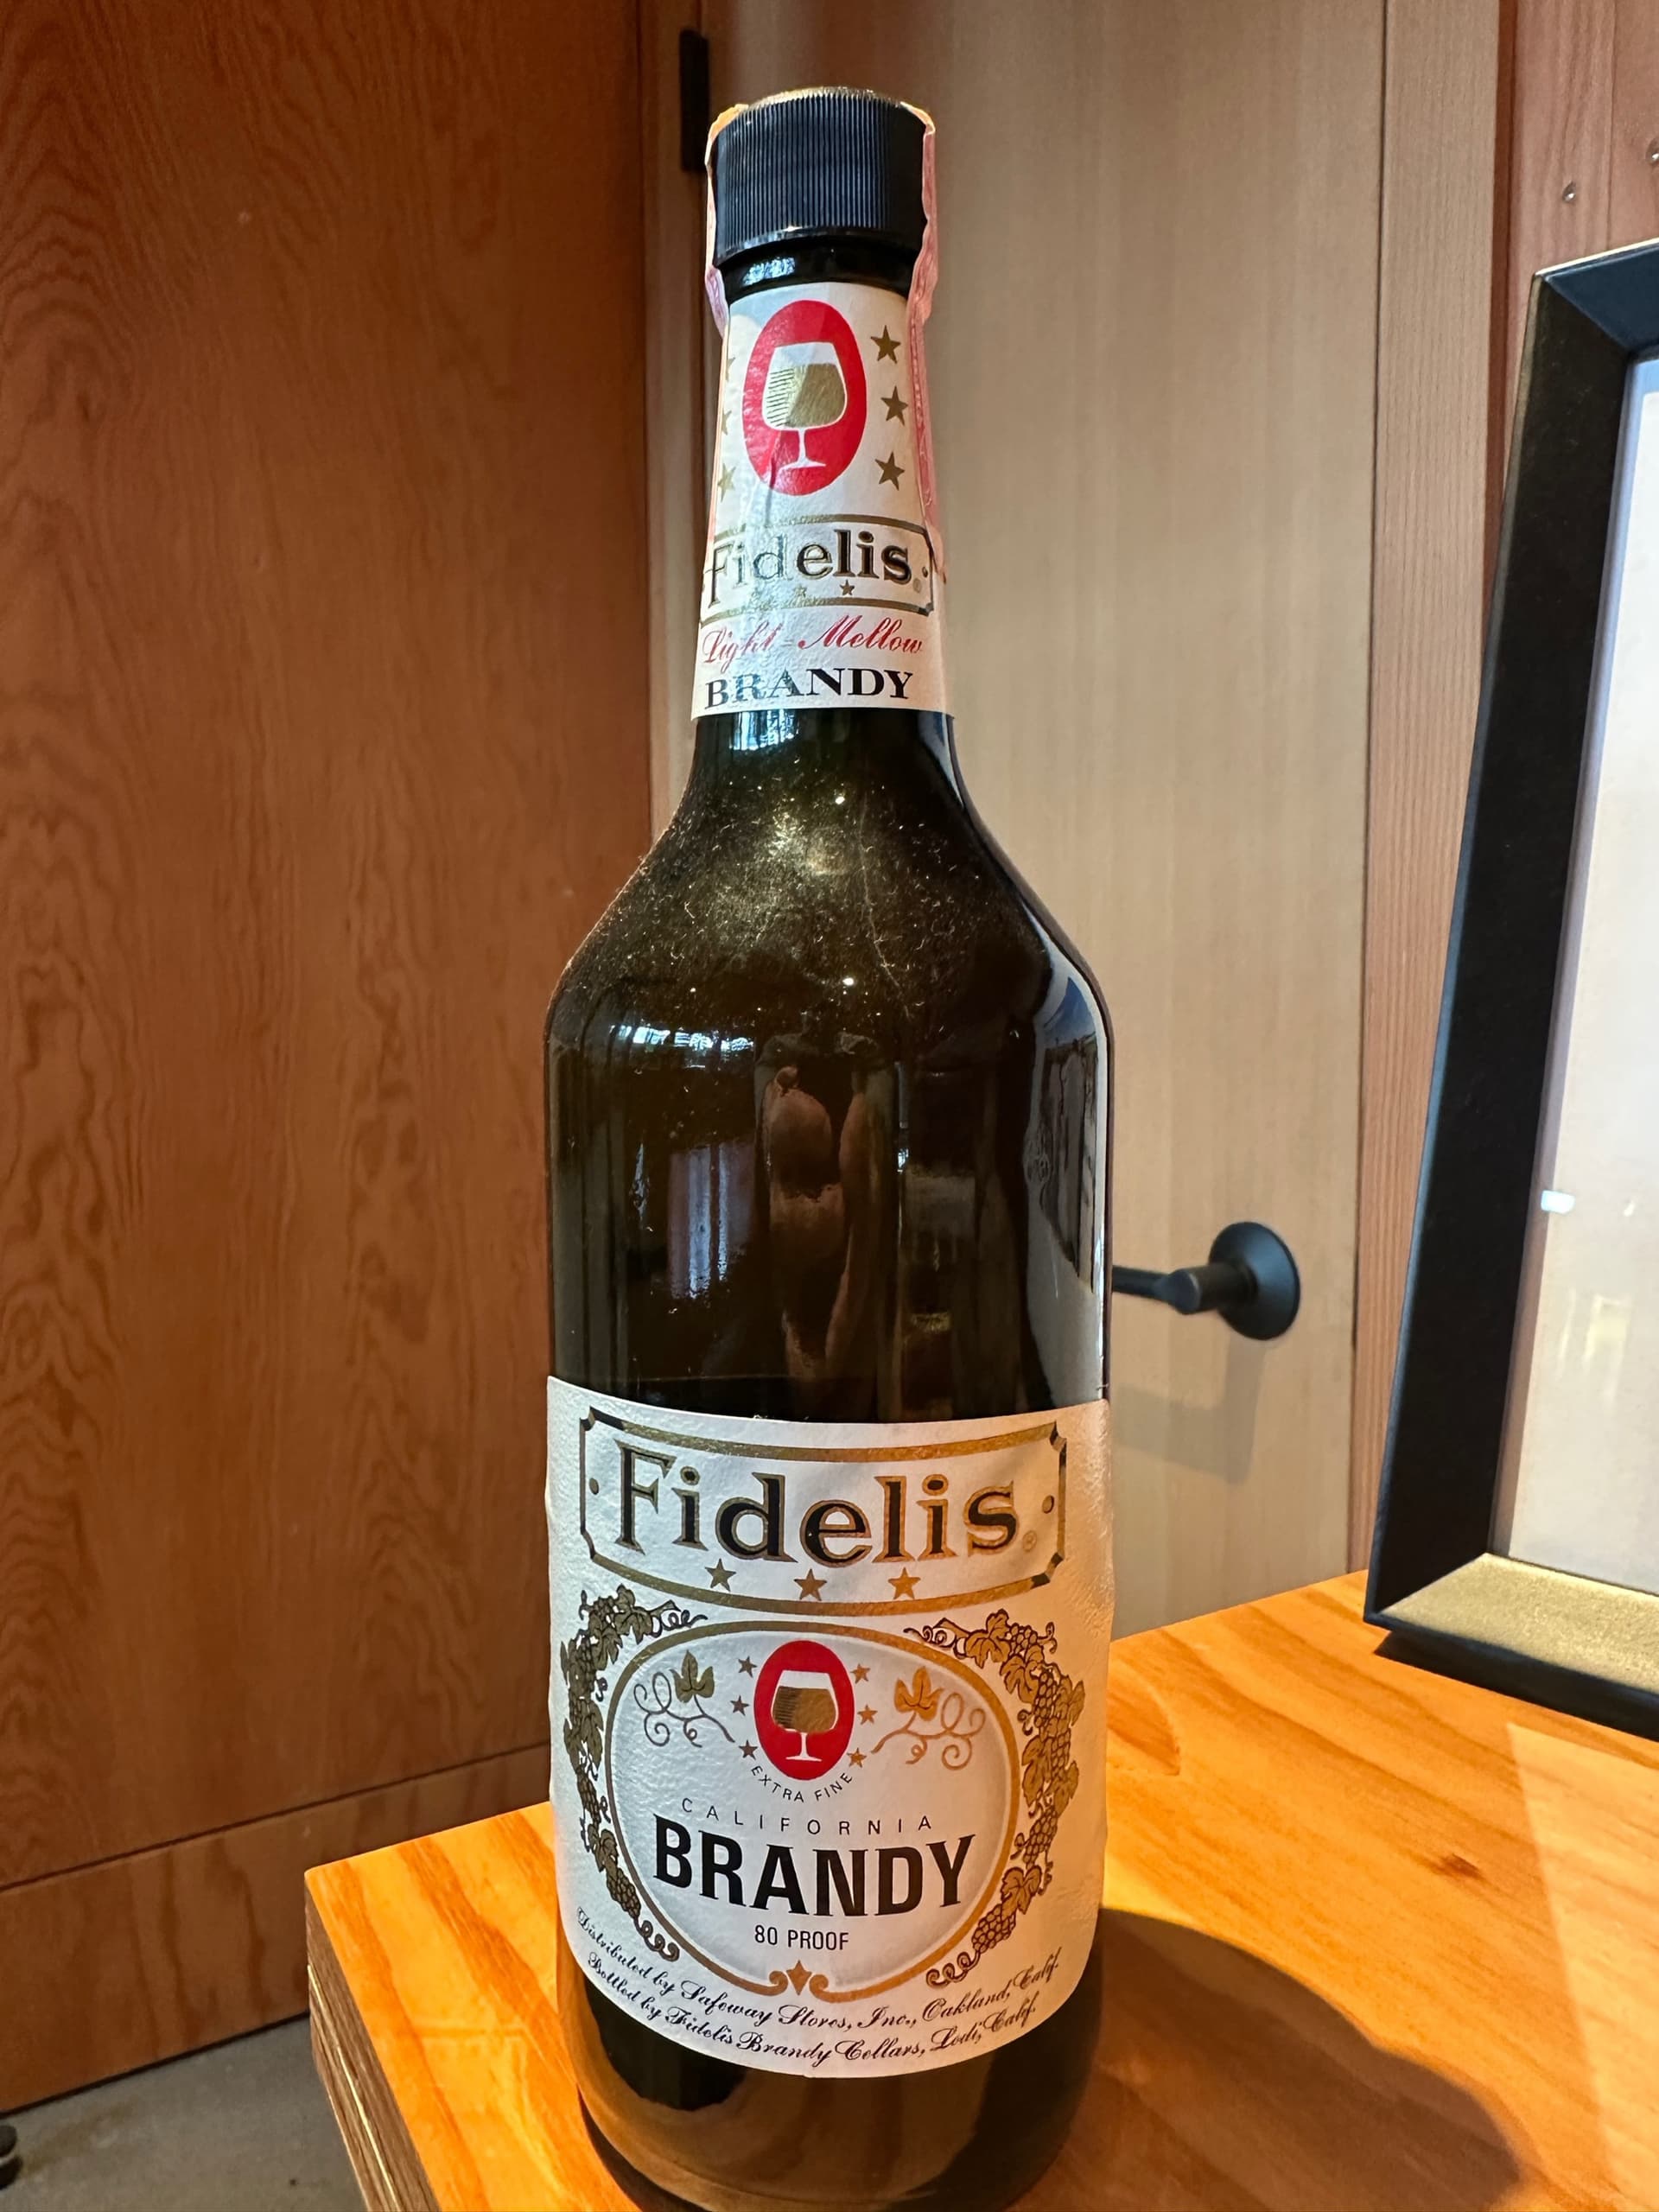 Fidelis®
Light-Mellow
BRANDY
Fidelis®
EXTRA FINE
CALIFORNIA
BRANDY
80 PROOF
Distributed by Safeway Stores, Inc., Oakland, Calif.
Bottled by Fidelis Brandy Cellars, Lodi, Calif.